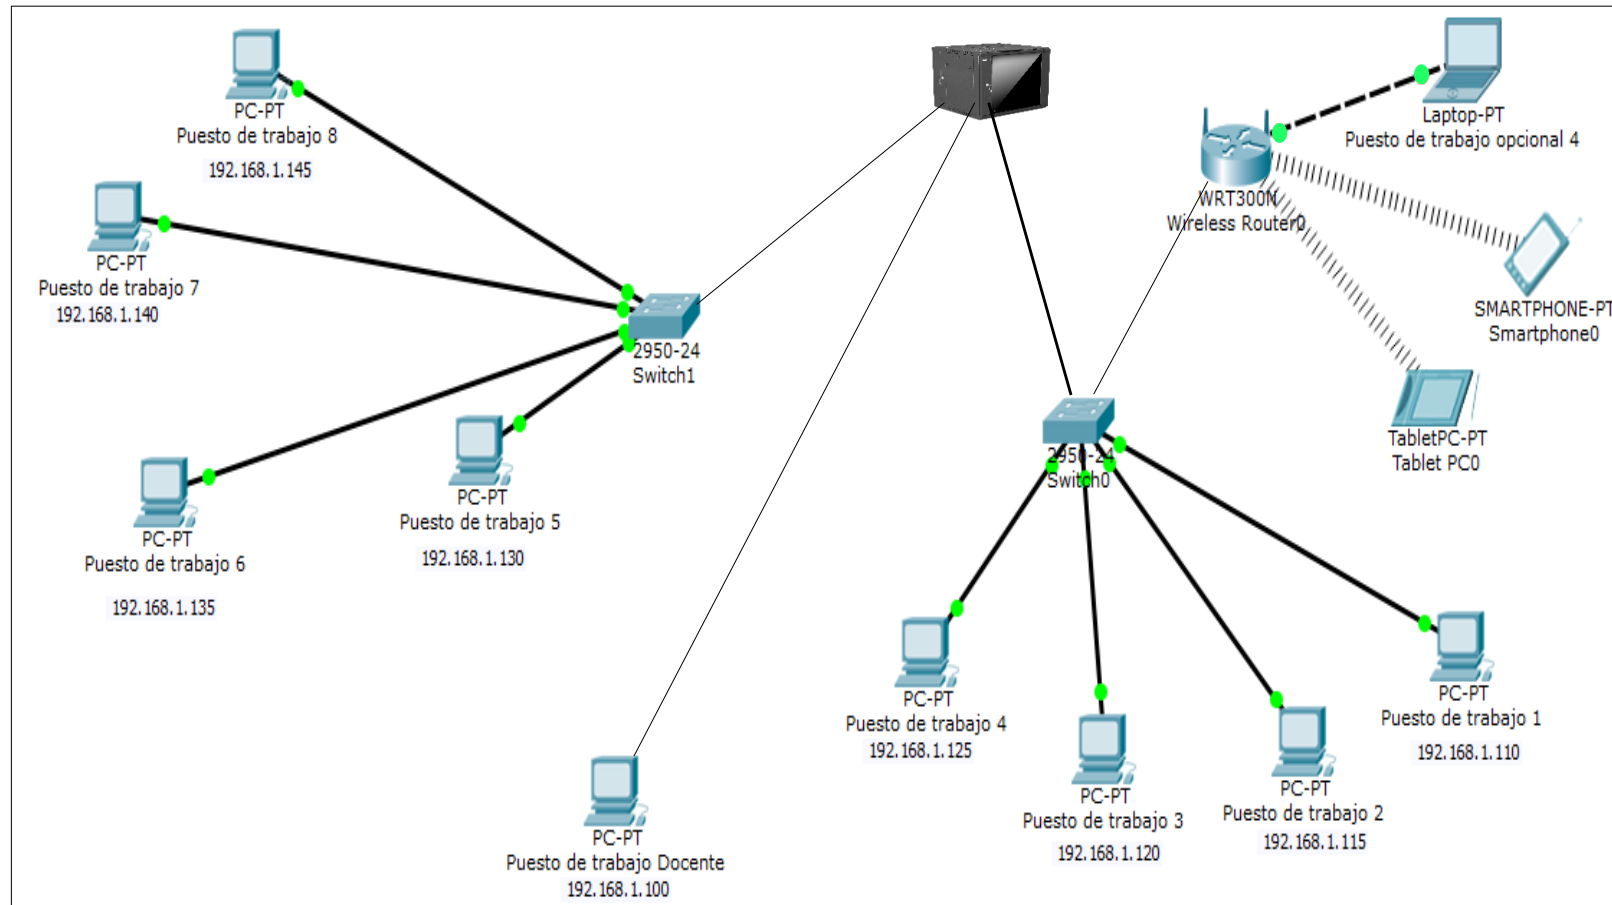 PC-PT
Puesto de trabajo 8
192.168.1.145
PC-PT
Puesto de trabajo 7
192.168.1.140
2950-24
Switch1
PC-PT
Puesto de trabajo 5
192.168.1.130
PC-PT
Puesto de trabajo 6
192.168.1.135
PC-PT
Puesto de trabajo Docente
192.168.1.100
Laptop-PT
Puesto de trabajo opcional 4
WRT300N
Wireless Router0
SMARTPHONE-PT
Smartphone0
TabletPC-PT
Tablet PC0
2950-24
Switch0
PC-PT
Puesto de trabajo 4
192.168.1.125
PC-PT
Puesto de trabajo 3
192.168.1.120
PC-PT
Puesto de trabajo 2
192.168.1.115
PC-PT
Puesto de trabajo 1
192.168.1.110